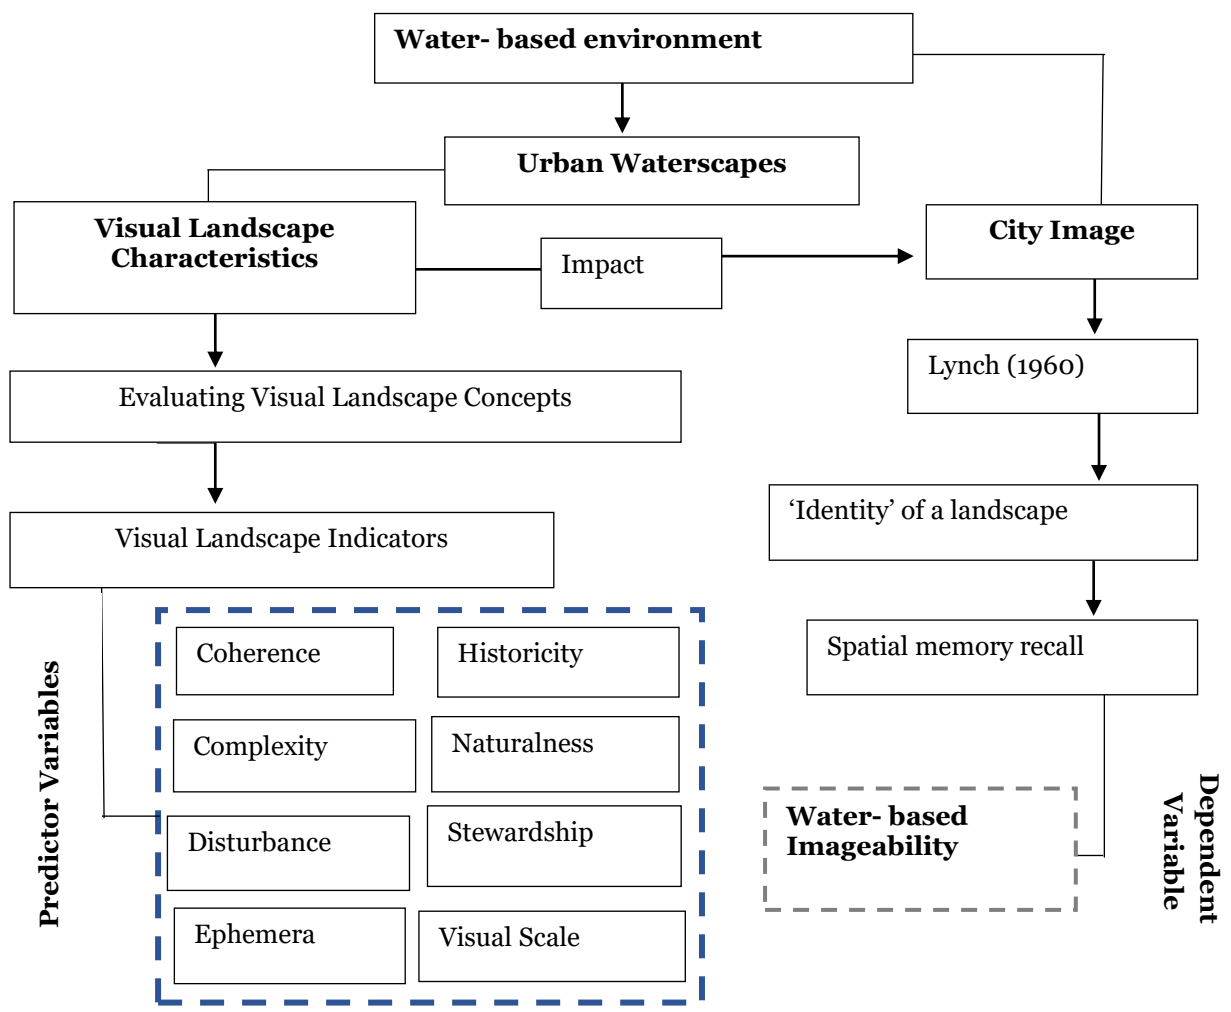 Water- based environment
Urban Waterscapes
Visual Landscape
Characteristics
Impact
City Image
Lynch (1960)
Evaluating Visual Landscape Concepts
‘Identity’ of a landscape
Visual Landscape Indicators
Spatial memory recall
Predictor Variables
Coherence
Historicity
Complexity
Naturalness
Disturbance
Stewardship
Ephemera
Visual Scale
Water- based
Imageability
Dependent
Variable